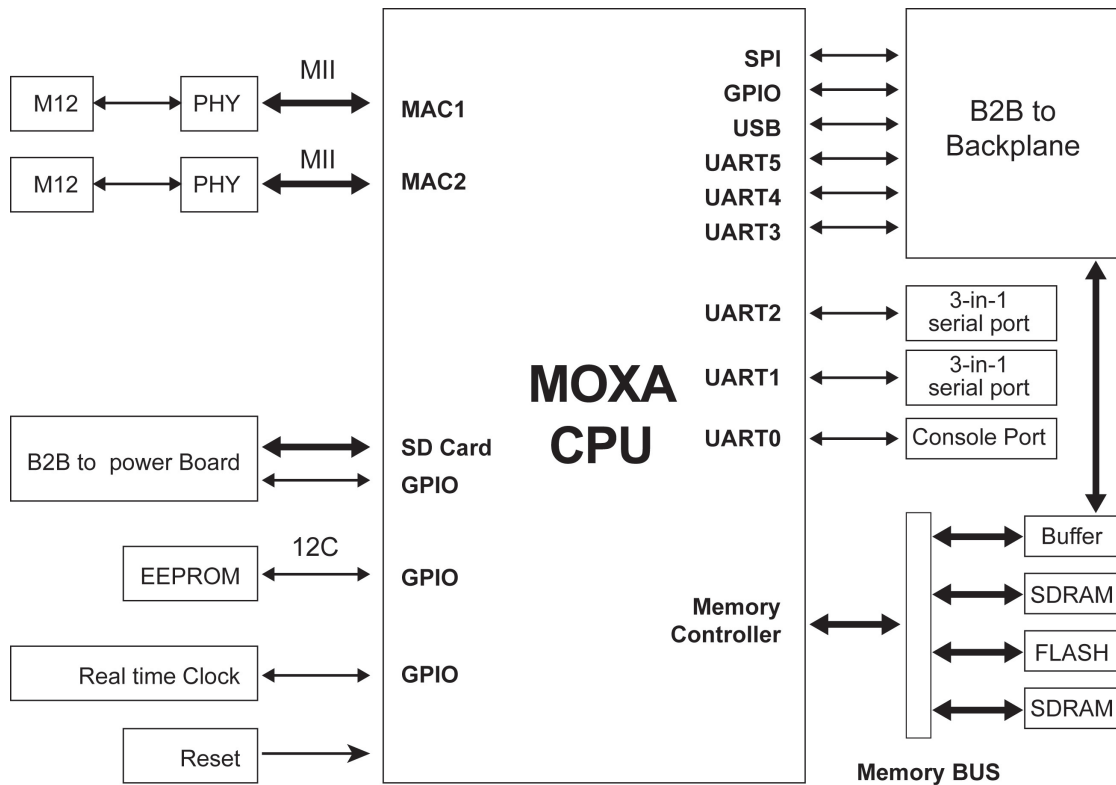 MII
M12
PHY
MAC1
MII
M12
PHY
MAC2
B2B to  power Board
SD Card
GPIO
12C
EEPROM
GPIO
Real time Clock
GPIO
Reset
MOXA
CPU
SPI
GPIO
USB
UART5
UART4
UART3
B2B to
Backplane
UART2
3-in-1
serial port
UART1
3-in-1
serial port
UART0
Console Port
Memory
Controller
Buffer
SDRAM
FLASH
SDRAM
Memory BUS